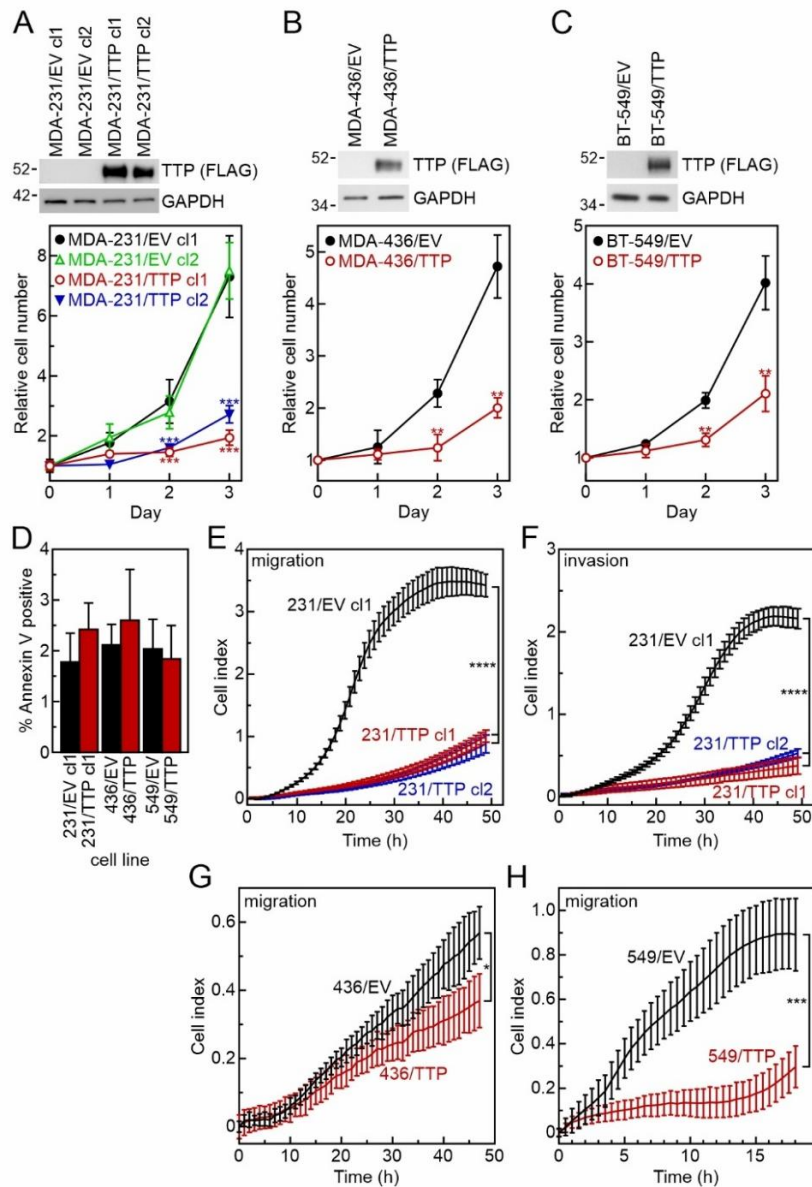 A
MDA-231/EV cl1
MDA-231/EV cl2
MDA-231/TTP cl1
MDA-231/TTP cl2
52-
TTP (FLAG)
42-
GAPDH
MDA-231/EV cl1
MDA-231/EV cl2
MDA-231/TTP cl1
MDA-231/TTP cl2
Relative cell number
8
6
4
2
***
***
***
***
0 1 2 3
Day
B
MDA-436/EV
MDA-436/TTP
52-
TTP (FLAG)
34-
GAPDH
MDA-436/EV
MDA-436/TTP
Relative cell number
5
4
3
2
1
**
**
0 1 2 3
Day
C
BT-549/EV
BT-549/TTP
52-
TTP (FLAG)
34-
GAPDH
BT-549/EV
BT-549/TTP
Relative cell number
5
4
3
2
1
**
**
0 1 2 3
Day
D
% Annexin V positive
4
3
2
1
0
231/EV cl1
231/TTP cl1
436/EV
436/TTP
549/EV
549/TTP
cell line
E
migration
Cell index
4
3
2
1
0
231/EV cl1
****
231/TTP cl1
231/TTP cl2
0 10 20 30 40 50
Time (h)
F
invasion
Cell index
3
2
1
0
231/EV cl1
****
231/TTP cl2
231/TTP cl1
0 10 20 30 40 50
Time (h)
G
migration
Cell index
0.6
0.4
0.2
0
436/EV
*
436/TTP
0 10 20 30 40 50
Time (h)
H
migration
Cell index
1.0
0.8
0.6
0.4
0.2
0
549/EV
***
549/TTP
0 5 10 15
Time (h)